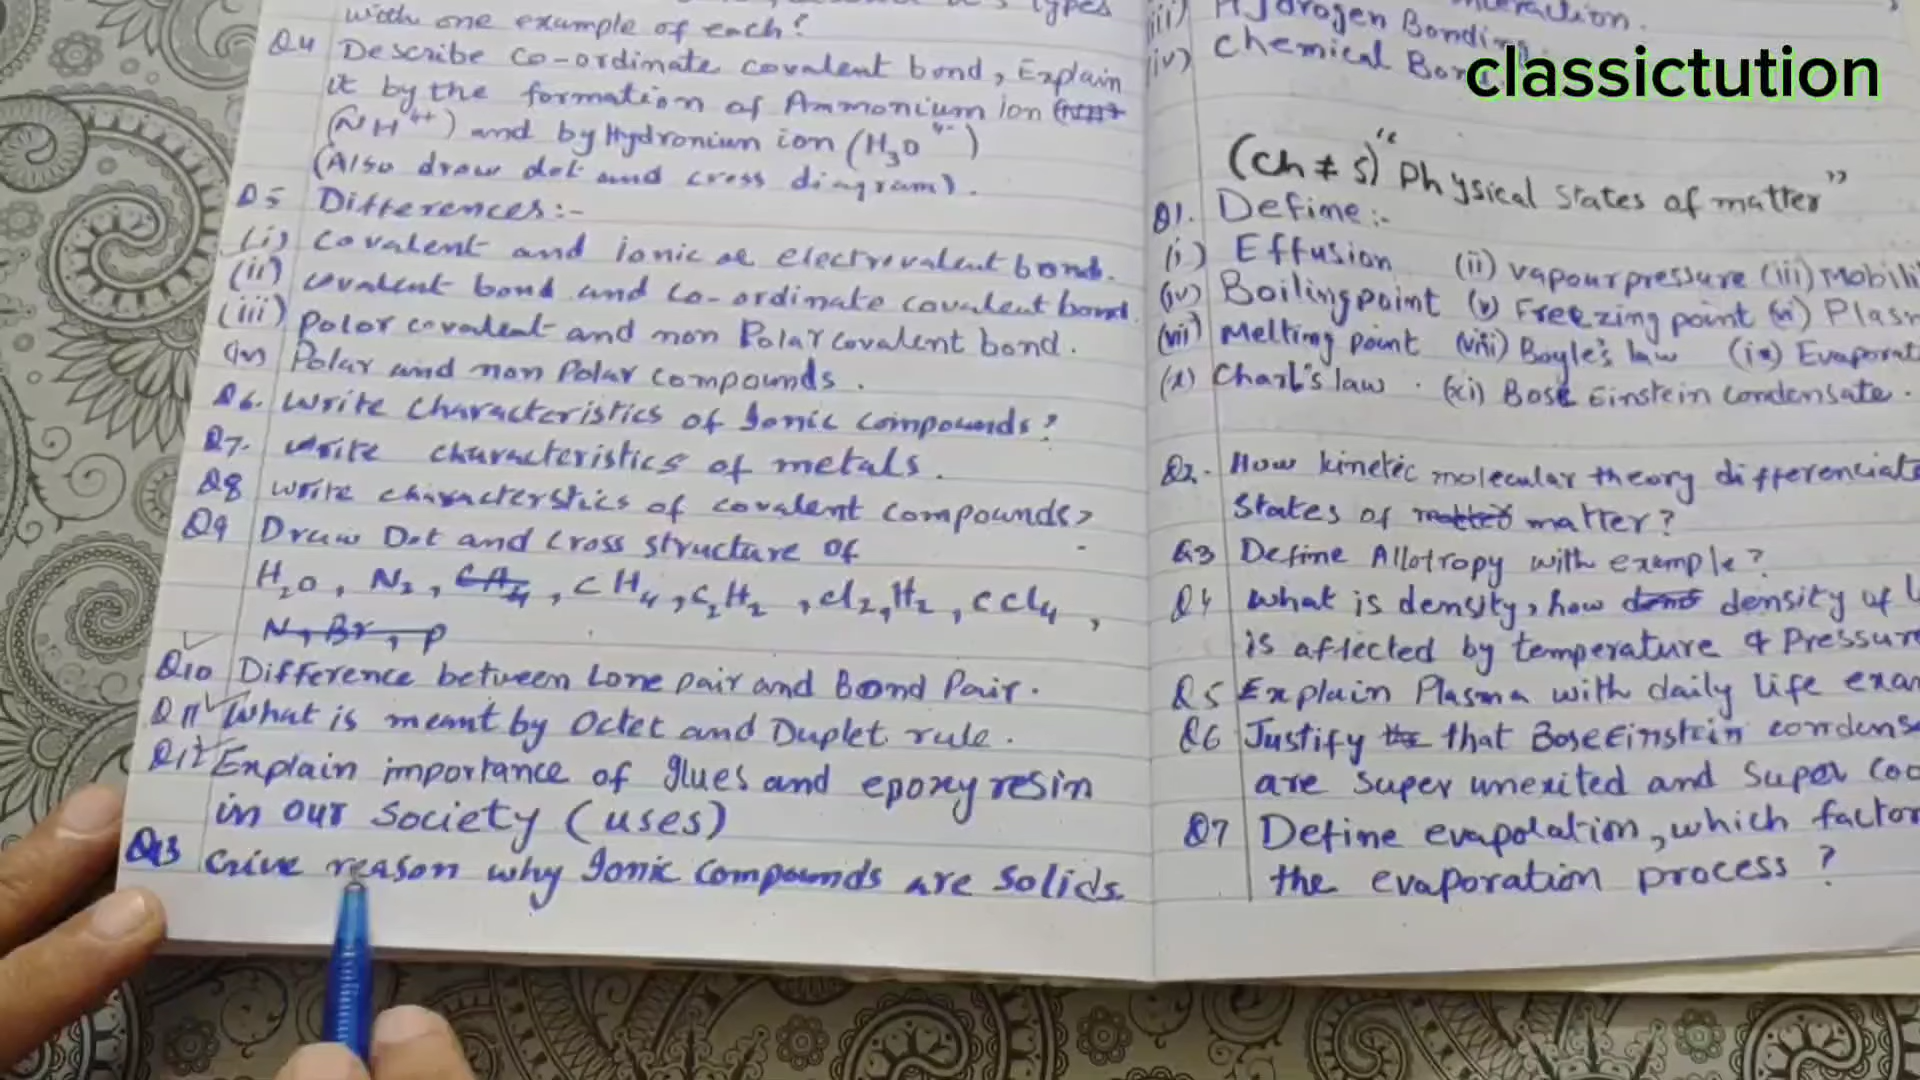 types
with one example of each?
Q4 Describe co-ordinate covalent bond, Explain
it by the formation of Ammonium ion
(NH⁴⁺) and by Hydronium ion (H₃O⁺⁻)
(Also draw dot and cross diagram).
Q5 Differences:-
(i) covalent and ionic or electrovalent bond.
(ii) covalent bond and co-ordinate covalent bond.
(iii) Polar covalent and non Polar covalent bond.
(iv) Polar and non Polar compounds.
Q6. Write characteristics of Ionic compounds?
Q7. write characteristics of metals.
Q8 write characterstics of covalent compounds?
Q9 Draw Dot and cross structure of
H₂O, N₂, CH₄, CH₄, C₂H₂, Cl₂, H₂, CCl₄,
N, Br, P
Q10 Difference between Lone pair and Bond Pair.
Q11 What is meant by Octet and Duplet rule.
Q12 Explain importance of glues and epoxy resin
in our society (uses)
Q13 Give reason why Ionic compounds are solids.
iii) Hydrogen Bonding
iv) Chemical
classictution
(Ch # 5) "Physical States of matter"
Q1. Define:-
(i) Effusion (ii) vapour pressure (iii)
(iv) Boiling point (v) Freezing point (vi)
(vii) Melting point (viii) Boyle's law (ix)
(x) Charl's law. (xi) Bose Einstein condensate.
Q2. How kinetic molecular theory differenciate
States of matter matter?
Q3 Define Allotropy with example?
Q4 What is density, how density of
is affected by temperature & Pressure
Q5 Explain Plasma with daily life
Q6 Justify the that Bose Einstein
are super unexited and super
Q7 Define evapolation, which factor
the evaporation process?